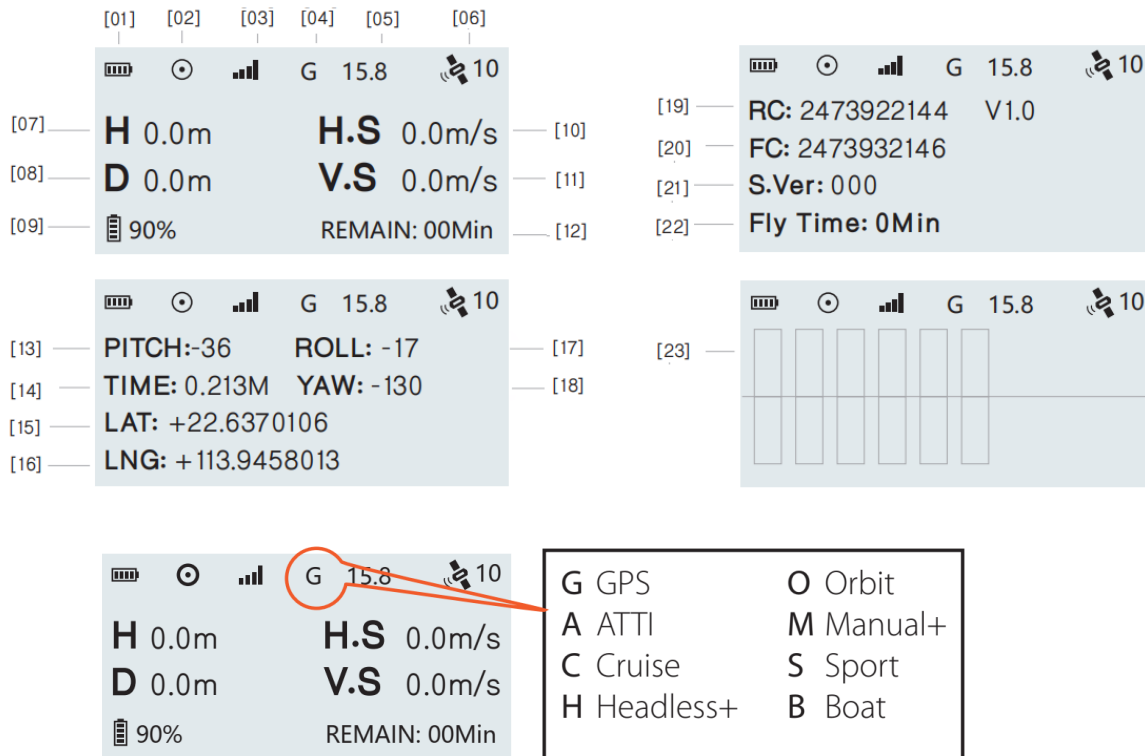 [01] [02] [03] [04] [05] [06]
G 15.8 10
[07] H 0.0m H.S 0.0m/s [10]
[08] D 0.0m V.S 0.0m/s [11]
[09] 90% REMAIN: 00Min [12]
G 15.8 10
[19] RC: 2473922144 V1.0
[20] FC: 2473932146
[21] S.Ver: 000
[22] Fly Time: 0Min
G 15.8 10
[13] PITCH:-36 ROLL: -17 [17]
[14] TIME: 0.213M YAW: -130 [18]
[15] LAT: +22.6370106
[16] LNG: +113.9458013
G 15.8 10
[23]
G 15.8 10
H 0.0m H.S 0.0m/s
D 0.0m V.S 0.0m/s
90% REMAIN: 00Min
G GPS O Orbit
A ATTI M Manual+
C Cruise S Sport
H Headless+ B Boat